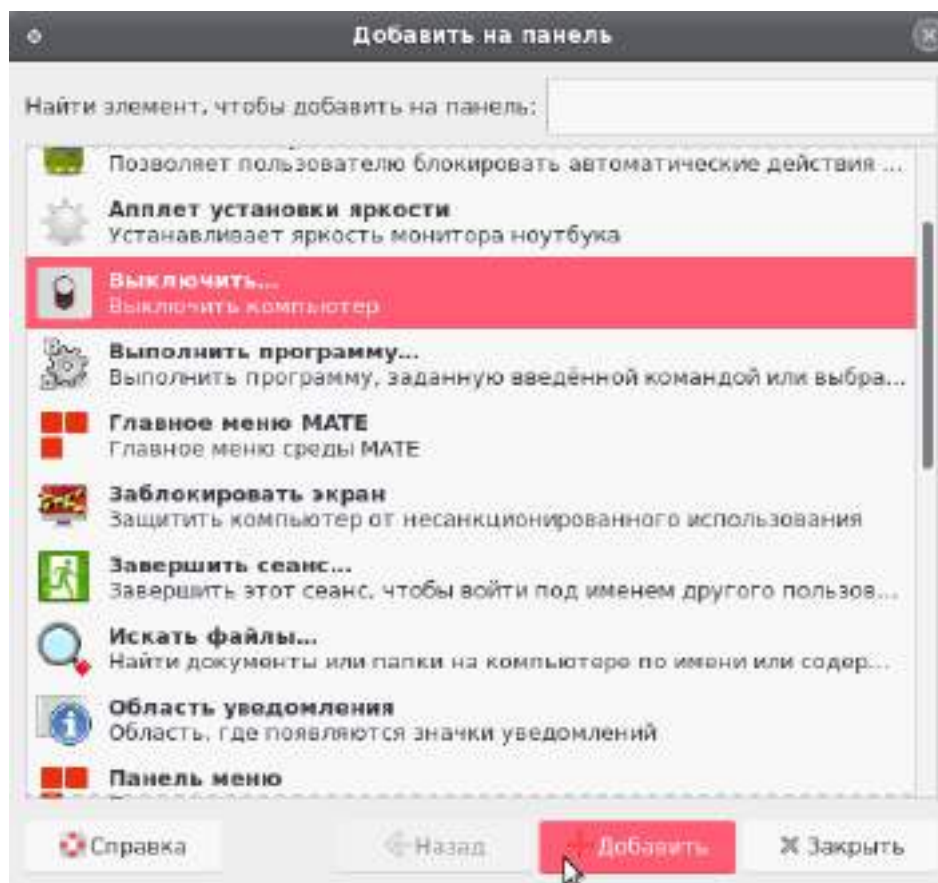 Добавить на панель
Найти элемент, чтобы добавить на панель:
Позволяет пользователю блокировать автоматические действия ...
Апплет установки яркости
Устанавливает яркость монитора ноутбука
Выключить...
Выключить компьютер
Выполнить программу...
Выполнить программу, заданную введённой командой или выбра...
Главное меню MATE
Главное меню среды MATE
Заблокировать экран
Защитить компьютер от несанкционированного использования
Завершить сеанс...
Завершить этот сеанс, чтобы войти под именем другого пользов...
Искать файлы...
Найти документы или папки на компьютере по имени или содер...
Область уведомления
Область, где появляются значки уведомлений
Панель меню
Справка
Назад
Добавить
Закрыть